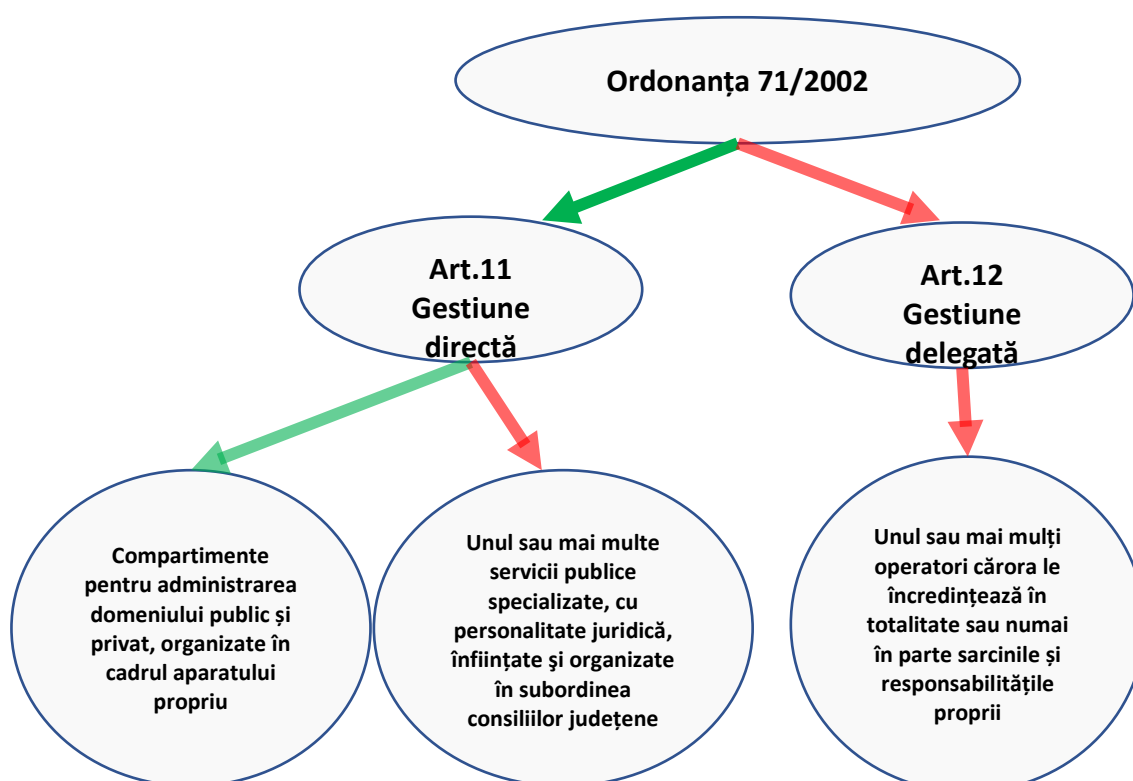 Ordonanța 71/2002
Art.11
Gestiune
directă
Art.12
Gestiune
delegată
Compartimente
pentru administrarea
domeniului public și
privat, organizate în
cadrul aparatului
propriu
Unul sau mai multe
servicii publice
specializate, cu
personalitate juridică,
înființate şi organizate
în subordinea
consiliilor județene
Unul sau mai mulți
operatori cărora le
încredințează în
totalitate sau numai
în parte sarcinile și
responsabilitățile
proprii